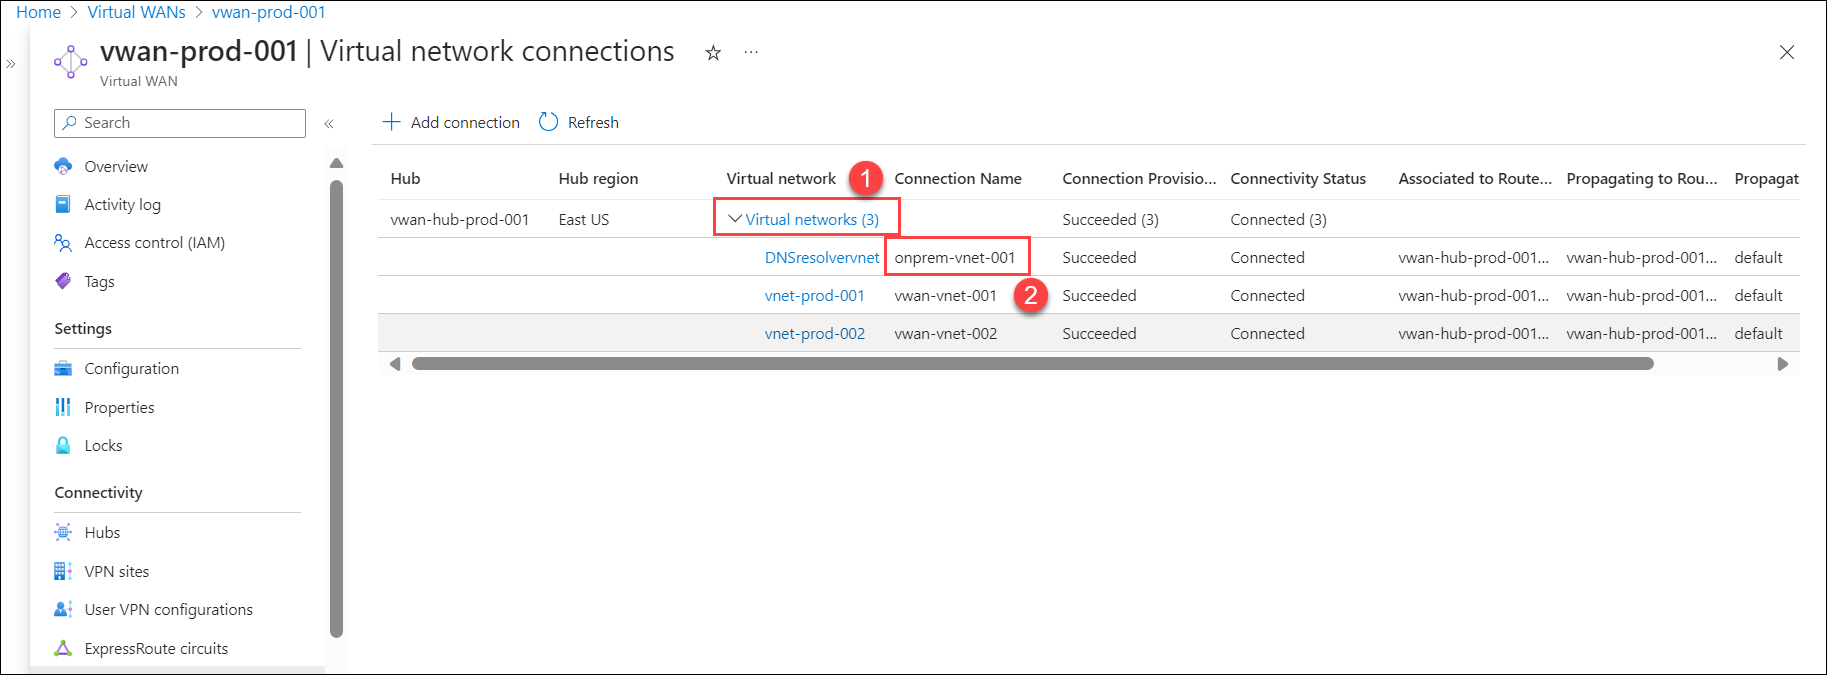 Home > Virtual WANs > vwan-prod-001
vwan-prod-001 | Virtual network connections
Virtual WAN
Search
Overview
Activity log
Access control (IAM)
Tags
Settings
Configuration
Properties
Locks
Connectivity
Hubs
VPN sites
User VPN configurations
ExpressRoute circuits
Add connection Refresh
Hub Hub region Virtual network 1 Connection Name Connection Provisio... Connectivity Status Associated to Route... Propagating to Rou... Propagat
vwan-hub-prod-001 East US Virtual networks (3) Succeeded (3) Connected (3)
DNSresolvervnet onprem-vnet-001 Succeeded Connected vwan-hub-prod-001... vwan-hub-prod-001... default
vnet-prod-001 vwan-vnet-001 2 Succeeded Connected vwan-hub-prod-001... vwan-hub-prod-001... default
vnet-prod-002 vwan-vnet-002 Succeeded Connected vwan-hub-prod-001... vwan-hub-prod-001... default